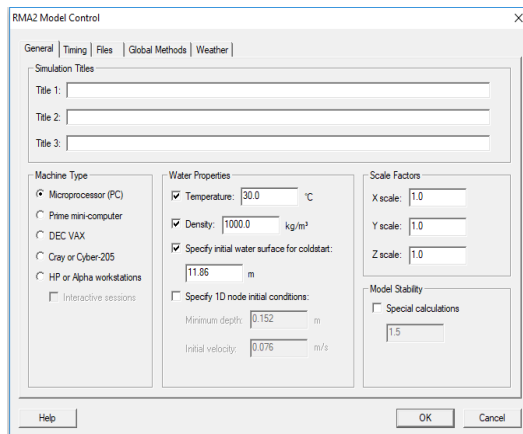 RMA2 Model Control
General Timing Files Global Methods Weather
Simulation Titles
Title 1:
Title 2:
Title 3:
Machine Type
Microprocessor (PC)
Prime mini-computer
DEC VAX
Cray or Cyber-205
HP or Alpha workstations
Interactive sessions
Water Properties
Temperature: 30.0 °C
Density: 1000.0 kg/m³
Specify initial water surface for coldstart:
11.86 m
Specify 1D node initial conditions:
Minimum depth: 0.152 m
Initial velocity: 0.076 m/s
Scale Factors
X scale: 1.0
Y scale: 1.0
Z scale: 1.0
Model Stability
Special calculations
1.5
Help OK Cancel